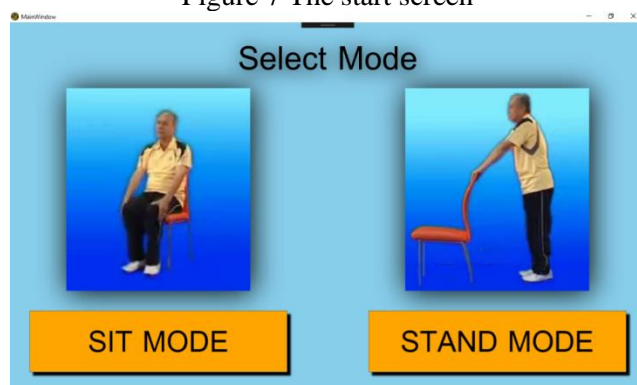 Figure 7 The start screen
MainWindow
Select Mode
SIT MODE
STAND MODE